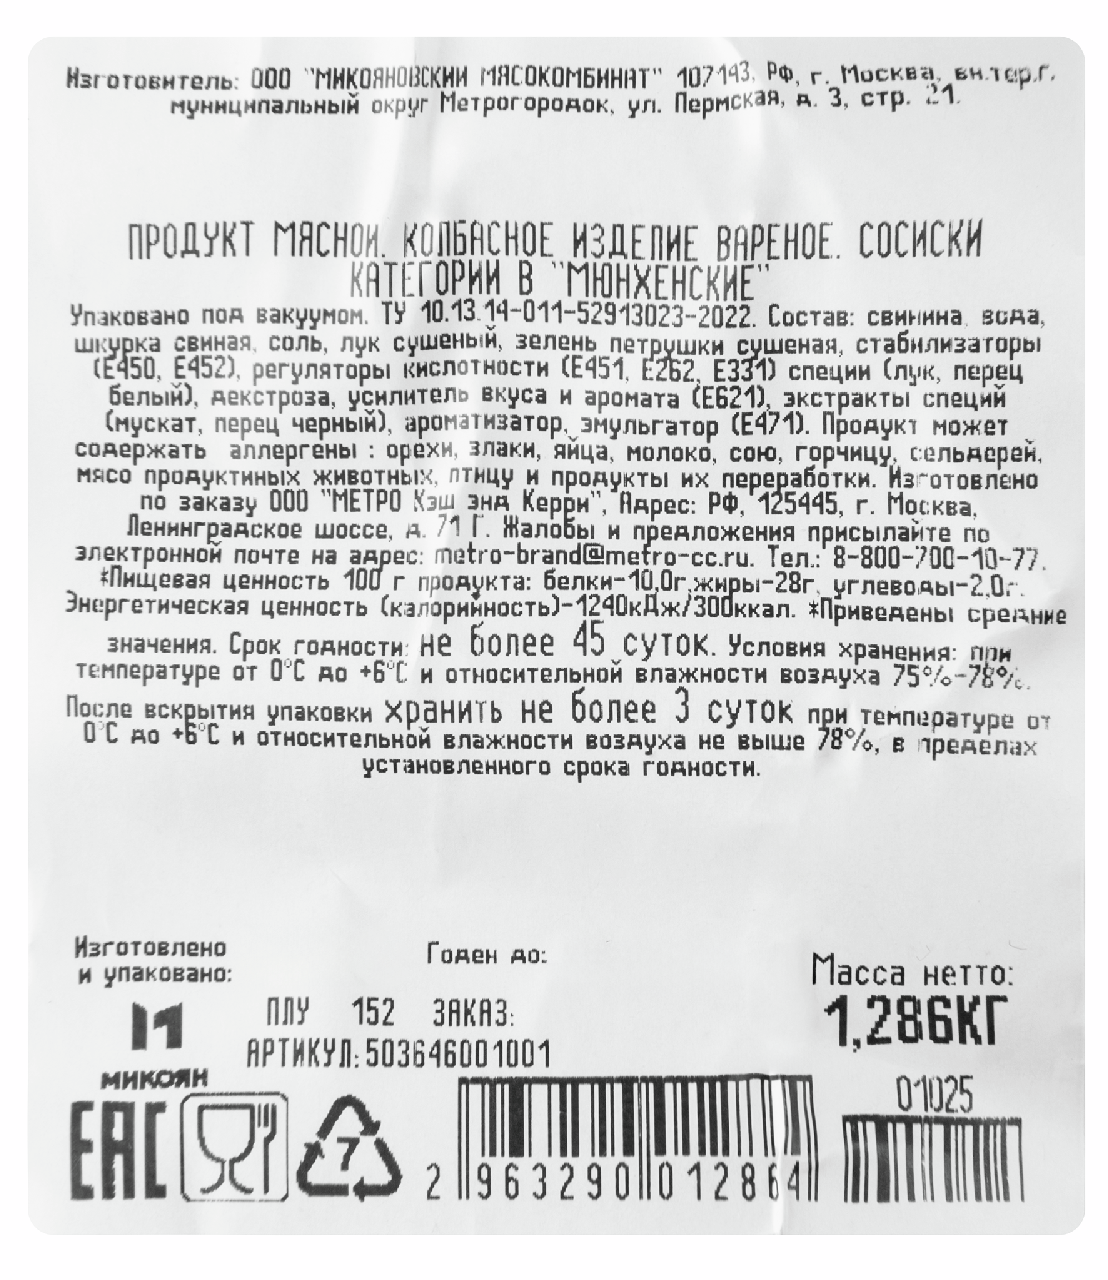 Изготовитель: ООО "МИКОЯНОВСКИЙ МЯСОКОМБИНАТ" 107143, РФ, г. Москва, вн.тер.г.
муниципальный округ Метрогородок, ул. Пермская, д. 3, стр. 21.
ПРОДУКТ МЯСНОЙ. КОЛБАСНОЕ ИЗДЕЛИЕ ВАРЕНОЕ. СОСИСКИ
КАТЕГОРИИ В "МЮНХЕНСКИЕ"
Упаковано под вакуумом. ТУ 10.13.14-011-52913023-2022. Состав: свинина, вода,
шкурка свиная, соль, лук сушеный, зелень петрушки сушеная, стабилизаторы
(Е450, Е452), регуляторы кислотности (Е451, Е262, Е331) специи (лук, перец
белый), декстроза, усилитель вкуса и аромата (Е621), экстракты специй
(мускат, перец черный), ароматизатор, эмульгатор (Е471). Продукт может
содержать аллергены : орехи, злаки, яйца, молоко, сою, горчицу, сельдерей,
мясо продуктиных животных, птицу и продукты их переработки. Изготовлено
по заказу ООО "МЕТРО Кэш энд Керри", Адрес: РФ, 125445, г. Москва,
Ленинградское шоссе, д. 71 Г. Жалобы и предложения присылайте по
электронной почте на адрес: metro-brand@metro-cc.ru. Тел.: 8-800-700-10-77.
*Пищевая ценность 100 г продукта: белки-10,0г,жиры-28г, углеводы-2,0г.
Энергетическая ценность (калорийность)-1240кДж/300ккал. *Приведены средние
значения. Срок годности: не более 45 суток. Условия хранения: при
температуре от 0°С до +6°С и относительной влажности воздуха 75%-78%.
После вскрытия упаковки хранить не более 3 суток при температуре от
0°С до +6°С и относительной влажности воздуха не выше 78%, в пределах
установленного срока годности.
Изготовлено
и упаковано:
Годен до:
Масса нетто:
1,286КГ
ПЛУ 152 ЗАКАЗ:
АРТИКУЛ:503646001001
МИКОЯН
ЕАС
7
2 963290 012864
01025